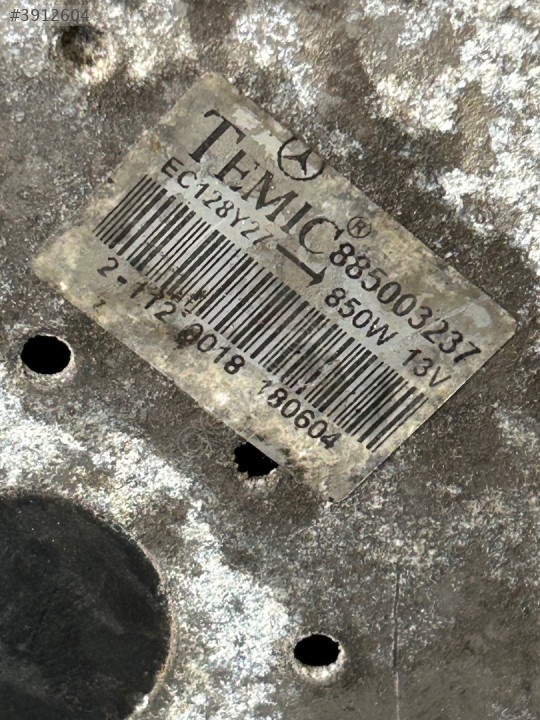 #3912604
TEMIC® 885003237
EC128Y27 → 850W 13V
2-112 0018 180604